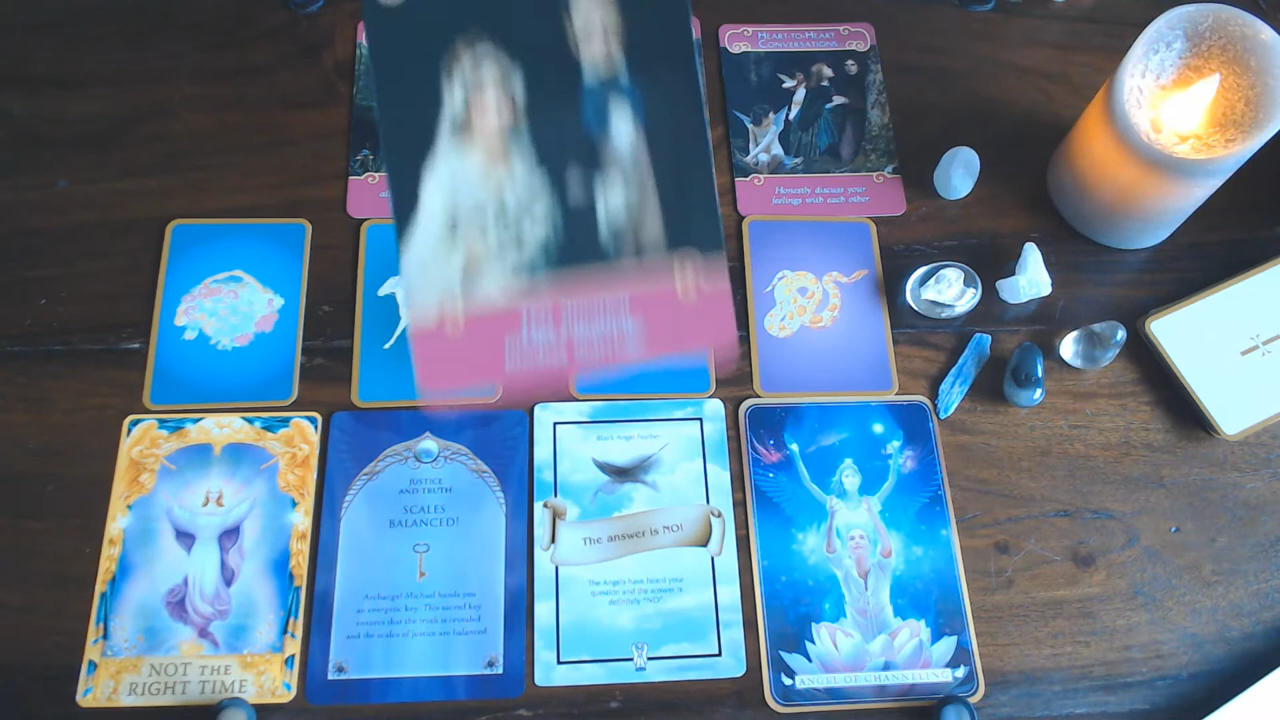 HEART-TO-HEART
CONVERSATIONS
Honestly discuss your
feelings with each other
NOT THE
RIGHT TIME
JUSTICE
AND TRUTH
SCALES
BALANCED!
Archangel Michael hands you
an energetic key. This sacred key
ensures that the truth is revealed
and the scales of justice are balanced
Black Angel Feather
The answer is NO!
The Angels have heard your
question and the answer is
definitely "NO"
ANGEL OF CHANNELING